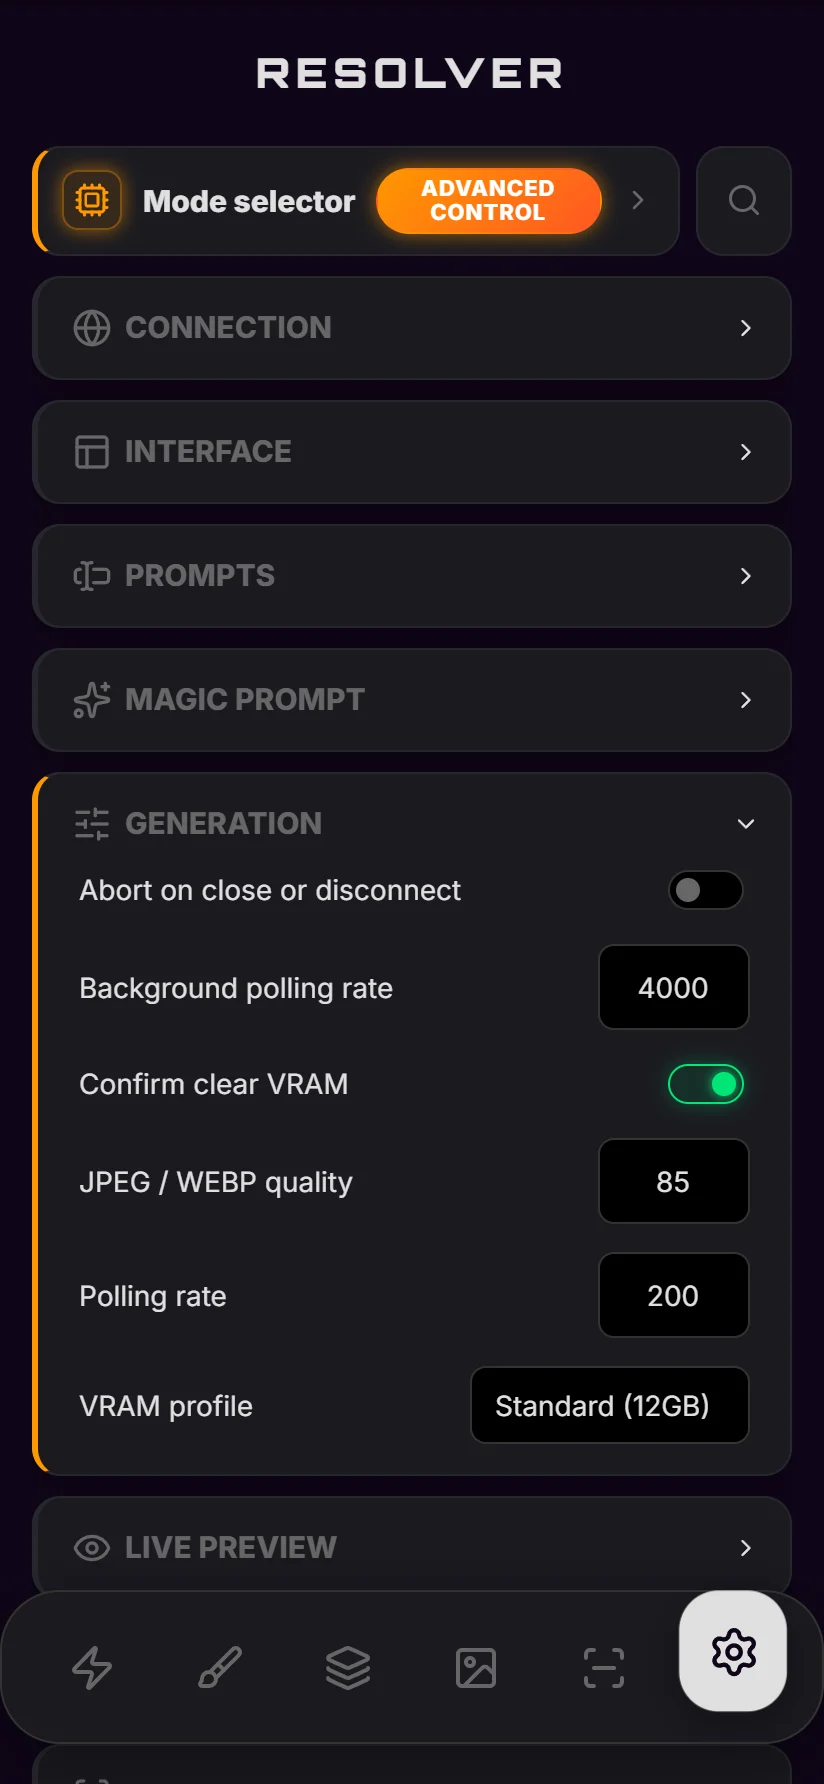 RESOLVER
Mode selector
ADVANCED
CONTROL
CONNECTION
INTERFACE
PROMPTS
MAGIC PROMPT
GENERATION
Abort on close or disconnect
Background polling rate
4000
Confirm clear VRAM
JPEG / WEBP quality
85
Polling rate
200
VRAM profile
Standard (12GB)
LIVE PREVIEW